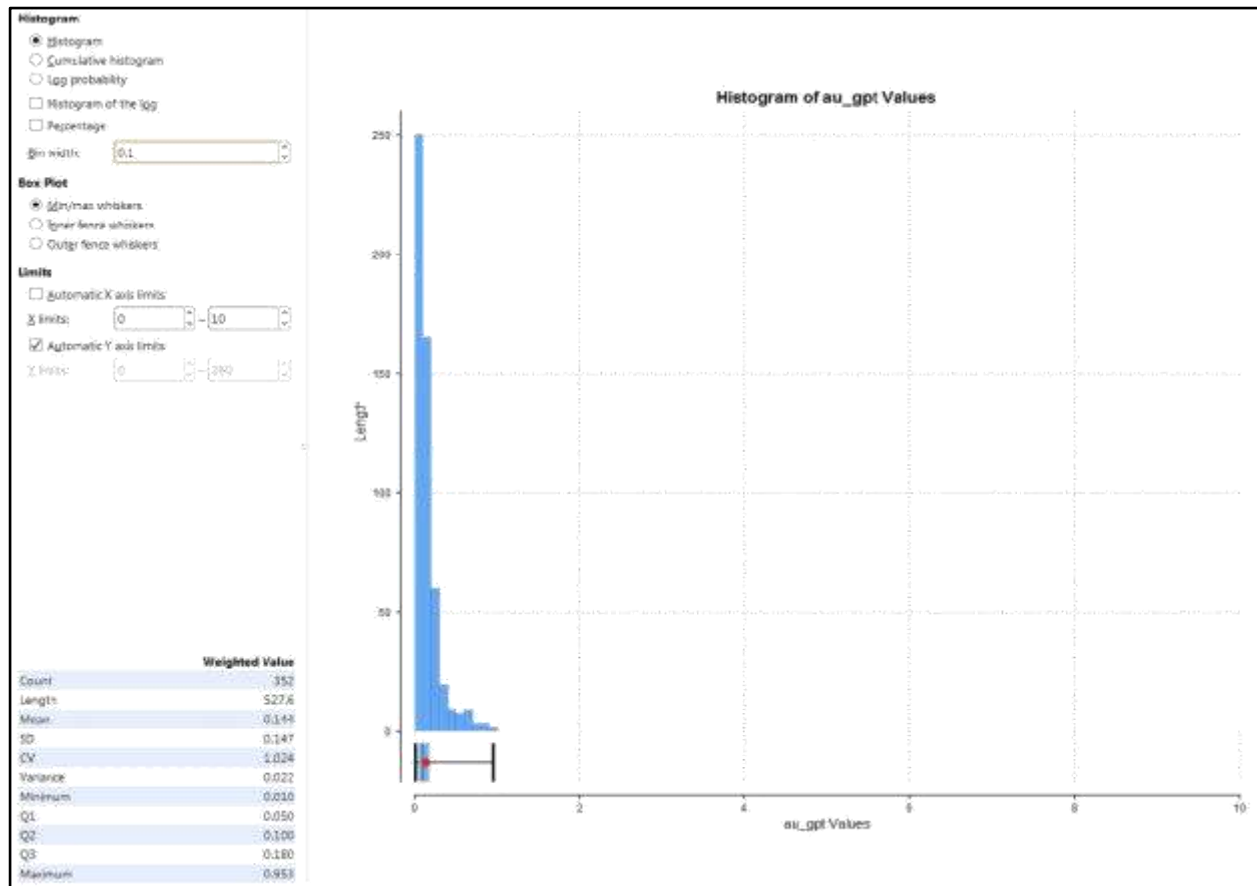 Histogram
Histogram
Cumulative histogram
Log probability
Histogram of the log
Percentage
Bin width: 0.1
Box Plot
Min/max whiskers
Inner fence whiskers
Outer fence whiskers
Limits
Automatic X axis limits
X limits: 0 - 10
Automatic Y axis limits
Y limits: 0 - 260
Weighted Value
Count 352
Length 527.6
Mean 0.144
SD 0.147
CV 1.024
Variance 0.022
Minimum 0.010
Q1 0.050
Q2 0.100
Q3 0.180
Maximum 0.953
Histogram of au_gpt Values
250
200
150
100
50
0
Length
0 2 4 6 8 10
au_gpt Values